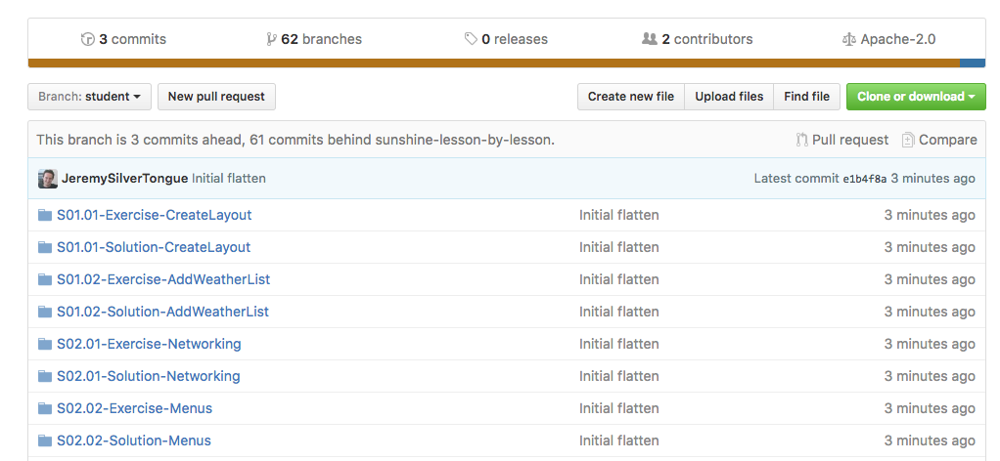 3 commits 62 branches 0 releases 2 contributors Apache-2.0
Branch: student New pull request Create new file Upload files Find file Clone or download
This branch is 3 commits ahead, 61 commits behind sunshine-lesson-by-lesson. Pull request Compare
JeremySilverTongue Initial flatten Latest commit e1b4f8a 3 minutes ago
S01.01-Exercise-CreateLayout Initial flatten 3 minutes ago
S01.01-Solution-CreateLayout Initial flatten 3 minutes ago
S01.02-Exercise-AddWeatherList Initial flatten 3 minutes ago
S01.02-Solution-AddWeatherList Initial flatten 3 minutes ago
S02.01-Exercise-Networking Initial flatten 3 minutes ago
S02.01-Solution-Networking Initial flatten 3 minutes ago
S02.02-Exercise-Menus Initial flatten 3 minutes ago
S02.02-Solution-Menus Initial flatten 3 minutes ago